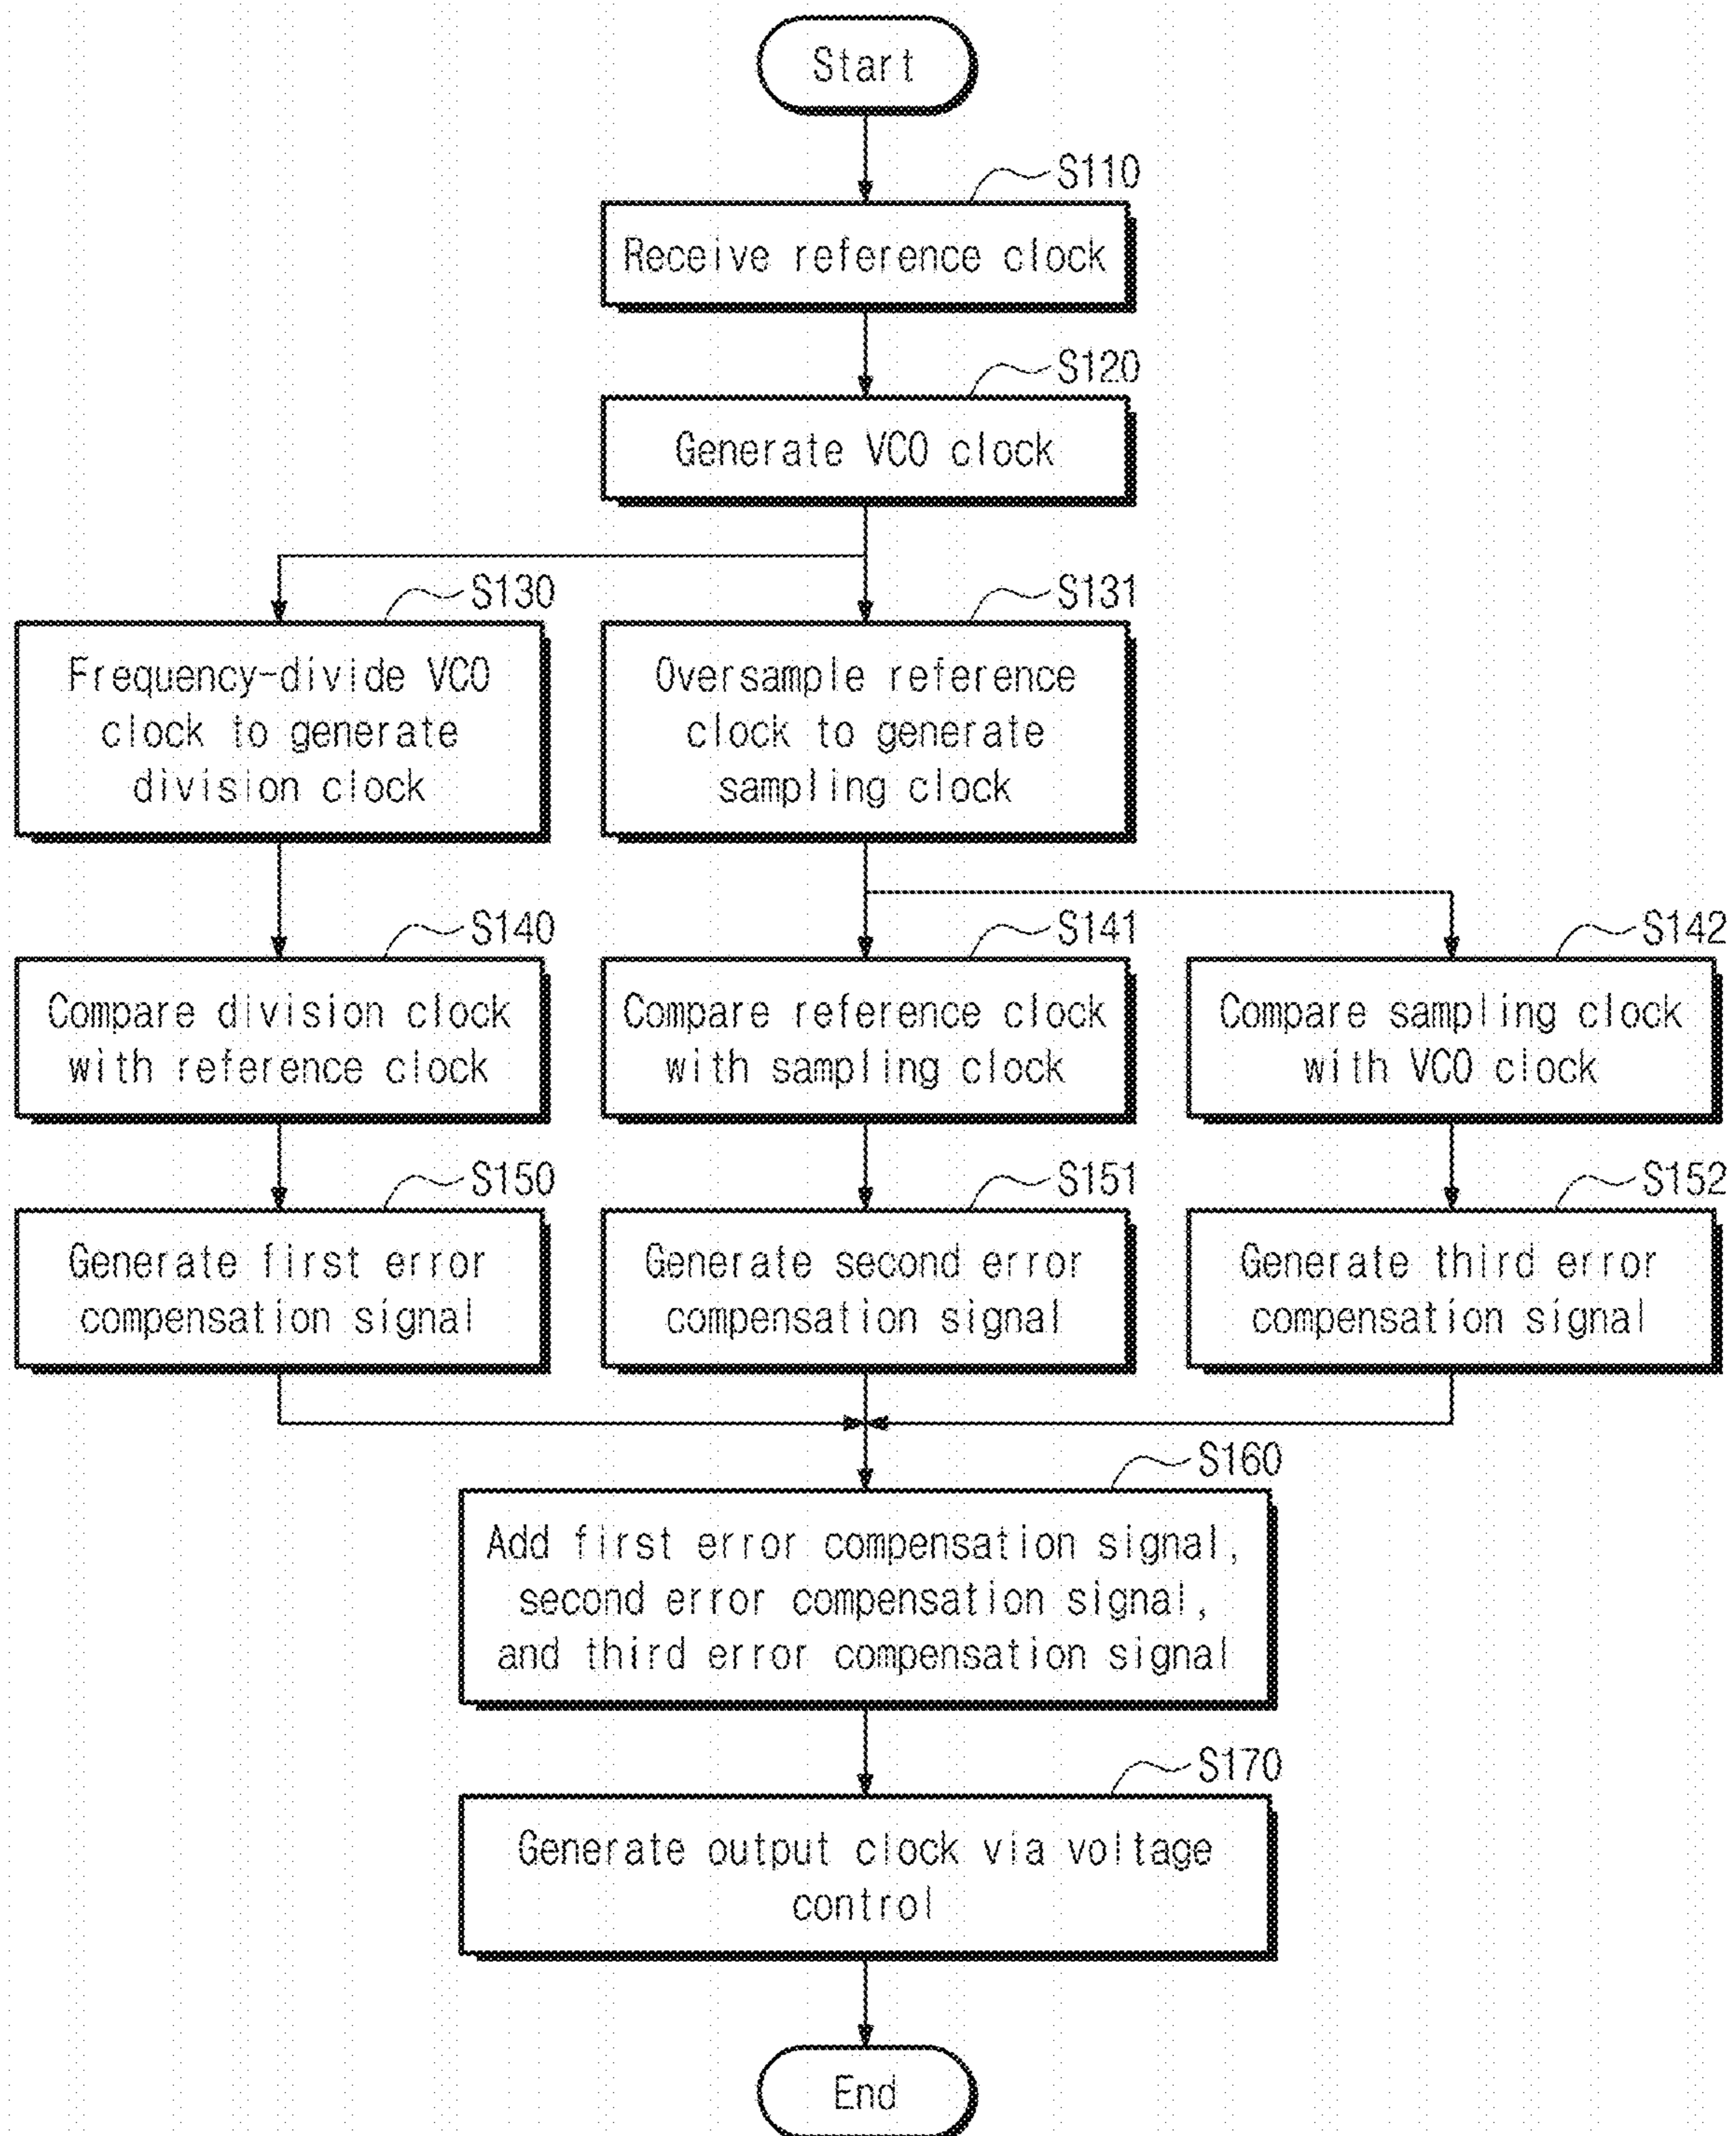 Start
S110
Receive reference clock
S120
Generate VCO clock
S130
Frequency-divide VCO
clock to generate
division clock
S131
Oversample reference
clock to generate
sampling clock
S140
Compare division clock
with reference clock
S141
Compare reference clock
with sampling clock
S142
Compare sampling clock
with VCO clock
S150
Generate first error
compensation signal
S151
Generate second error
compensation signal
S152
Generate third error
compensation signal
S160
Add first error compensation signal,
second error compensation signal,
and third error compensation signal
S170
Generate output clock via voltage
control
End